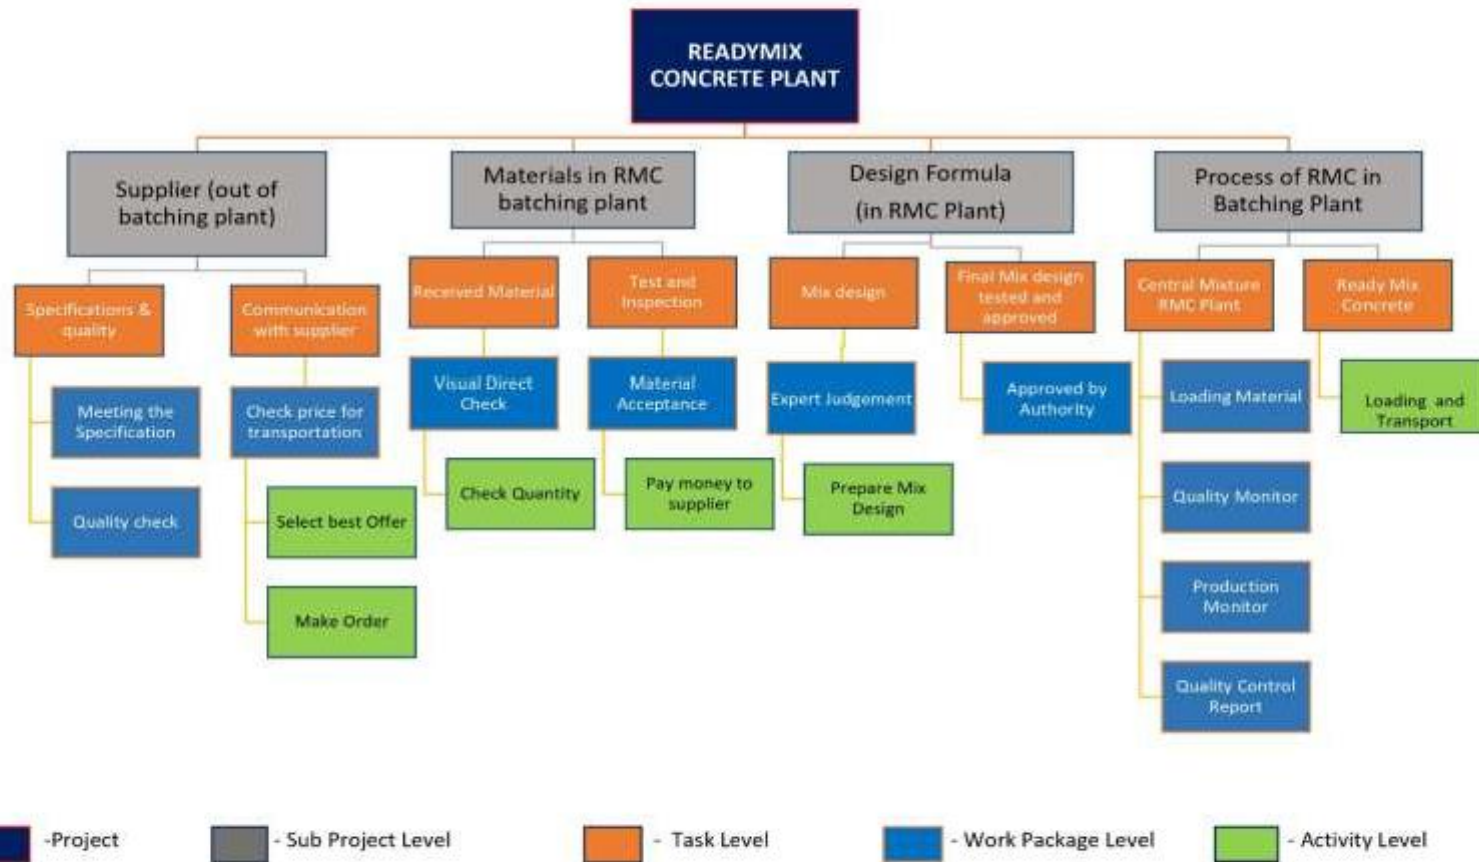 READYMIX
CONCRETE PLANT
Supplier (out of
batching plant)
Materials in RMC
batching plant
Design Formula
(in RMC Plant)
Process of RMC in
Batching Plant
Specifications &
quality
Communication
with supplier
Received Material
Test and
Inspection
Mix design
Final Mix design
tested and
approved
Central Mixture
RMC Plant
Ready Mix
Concrete
Meeting the
Specification
Check price for
transportation
Visual Direct
Check
Material
Acceptance
Expert Judgement
Approved by
Authority
Loading Material
Loading and
Transport
Quality check
Select best Offer
Check Quantity
Pay money to
supplier
Prepare Mix
Design
Quality Monitor
Make Order
Production
Monitor
Quality Control
Report
-Project
- Sub Project Level
- Task Level
- Work Package Level
- Activity Level